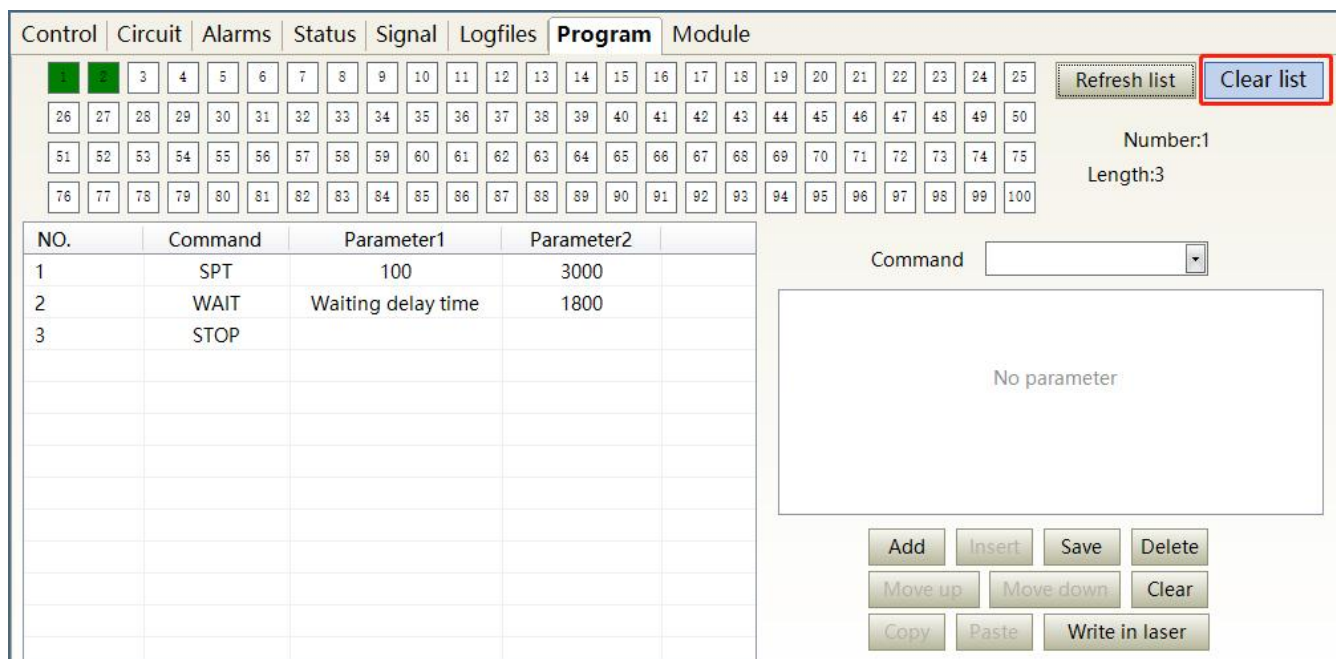 Control Circuit Alarms Status Signal Logfiles Program Module
1 2 3 4 5 6 7 8 9 10 11 12 13 14 15 16 17 18 19 20 21 22 23 24 25 Refresh list Clear list
26 27 28 29 30 31 32 33 34 35 36 37 38 39 40 41 42 43 44 45 46 47 48 49 50
Number:1
51 52 53 54 55 56 57 58 59 60 61 62 63 64 65 66 67 68 69 70 71 72 73 74 75
Length:3
76 77 78 79 80 81 82 83 84 85 86 87 88 89 90 91 92 93 94 95 96 97 98 99 100
NO. Command Parameter1 Parameter2
1 SPT 100 3000
2 WAIT Waiting delay time 1800
3 STOP
Command
No parameter
Add Insert Save Delete
Move up Move down Clear
Copy Paste Write in laser